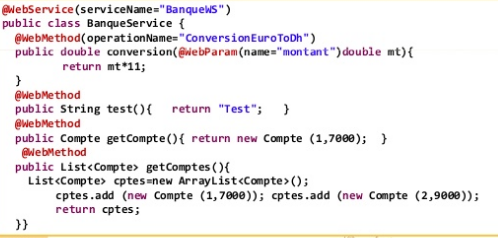 @WebService(serviceName="BanqueWS")
public class BanqueService {
@WebMethod(operationName="ConversionEuroToDh")
public double conversion(@WebParam(name="montant")double mt){
return mt*11;
}
@WebMethod
public String test(){ return "Test"; }
@WebMethod
public Compte getCompte(){ return new Compte (1,7000); }
@WebMethod
public List<Compte> getComptes(){
List<Compte> cptes=new ArrayList<Compte>();
cptes.add (new Compte (1,7000)); cptes.add (new Compte (2,9000));
return cptes;
}}